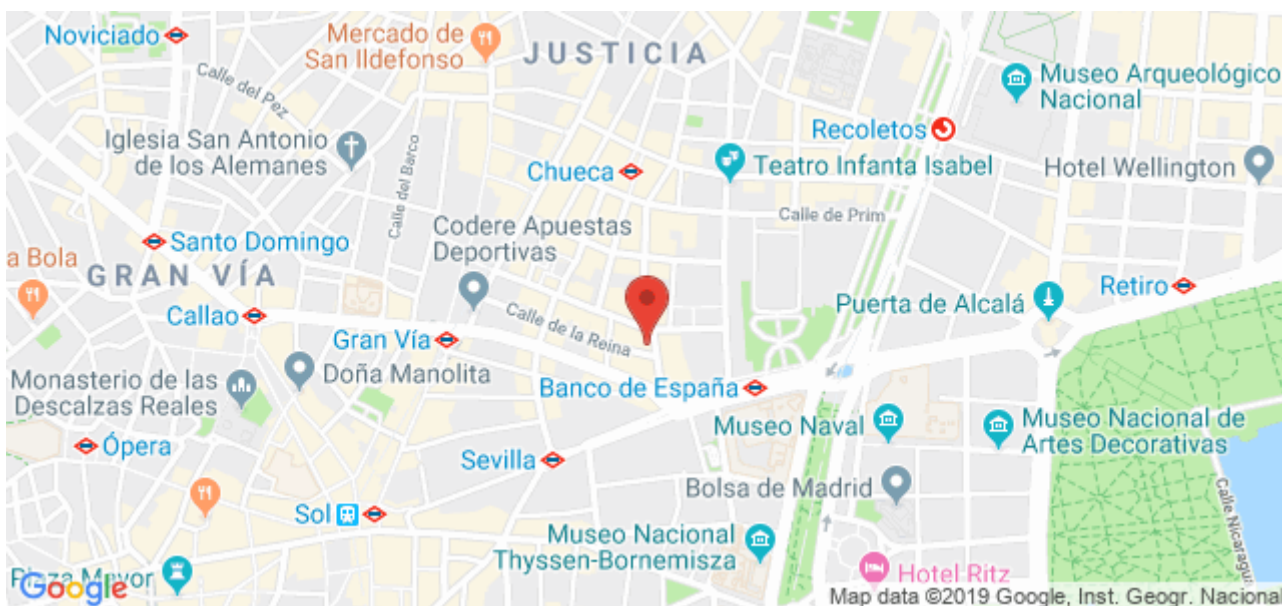 Noviciado
Mercado de
San Ildefonso
JUSTICIA
Museo Arqueológico
Nacional
Calle del Pez
Recoletos
Iglesia San Antonio
de los Alemanes
Calle del Barco
Chueca
Teatro Infanta Isabel
Hotel Wellington
Calle de Prim
Codere Apuestas
Deportivas
Santo Domingo
a Bola
GRAN VÍA
Retiro
Puerta de Alcalá
Callao
Calle de la Reina
Gran Vía
Doña Manolita
Banco de España
Monasterio de las
Descalzas Reales
Museo Naval
Museo Nacional de
Artes Decorativas
Ópera
Sevilla
Bolsa de Madrid
Calle Nicaragua
Sol
Museo Nacional
Thyssen-Bornemisza
Plaza Mayor
Hotel Ritz
Google
Map data ©2019 Google, Inst. Geogr. Naciona